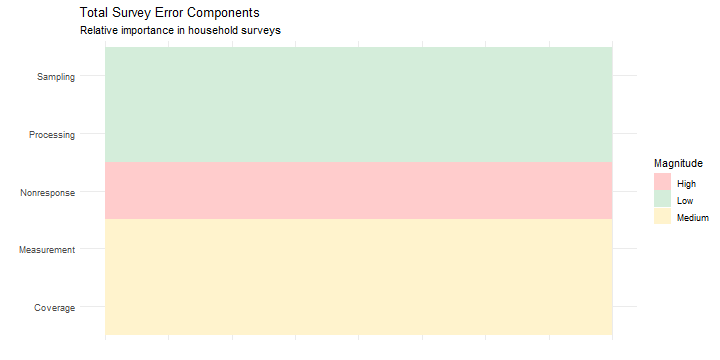 Total Survey Error Components
Relative importance in household surveys
Sampling
Processing
Nonresponse
Measurement
Coverage
Magnitude
High
Low
Medium